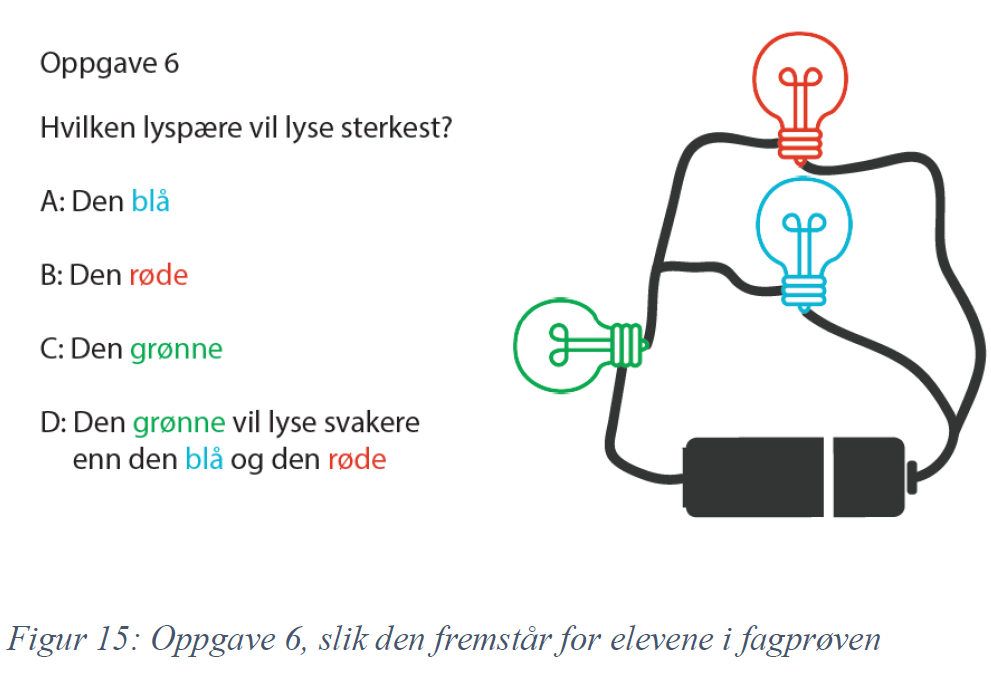 Oppgave 6
Hvilken lyspære vil lyse sterkest?
A: Den blå
B: Den røde
C: Den grønne
D: Den grønne vil lyse svakere
enn den blå og den røde
Figur 15: Oppgave 6, slik den fremstår for elevene i fagprøven